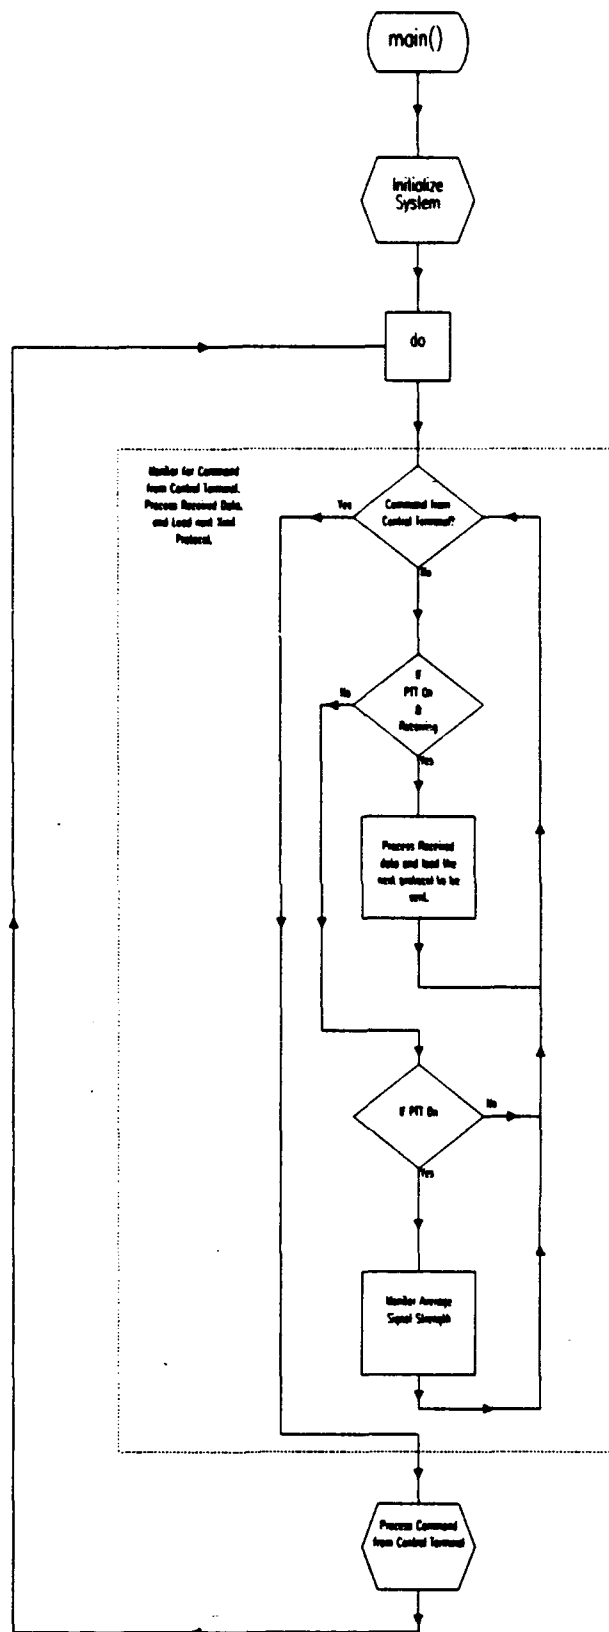 main()
Initialize
System
do
Monitor for Command
from Control Terminal.
Process Received Data,
and Load next Xmit
Protocol.
Yes
Command from
Control Terminal?
No
If
PTT On
&
Receiving
No
Yes
Process Received
data and load the
next protocol to be
sent.
If PTT On
No
Yes
Monitor Average
Signal Strength
Process Command
from Control Terminal